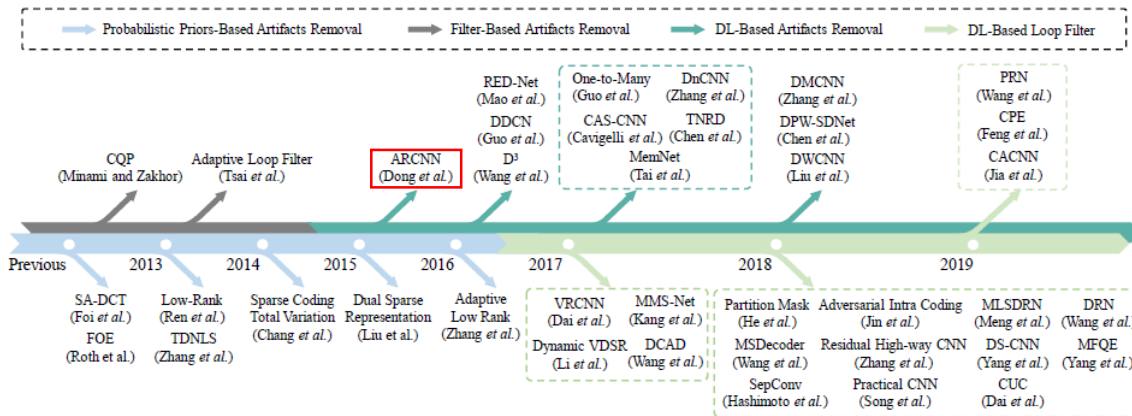 Probabilistic Priors-Based Artifacts Removal
Filter-Based Artifacts Removal
DL-Based Artifacts Removal
DL-Based Loop Filter
CQP
(Minami and Zakhor)
Adaptive Loop Filter
(Tsai et al.)
ARCNN
(Dong et al.)
RED-Net
(Mao et al.)
DDCN
(Guo et al.)
D³
(Wang et al.)
One-to-Many
(Guo et al.)
DnCNN
(Zhang et al.)
CAS-CNN
(Cavigelli et al.)
TNRD
(Chen et al.)
MemNet
(Tai et al.)
DMCNN
(Zhang et al.)
DPW-SDNet
(Chen et al.)
DWCNN
(Liu et al.)
PRN
(Wang et al.)
CPE
(Feng et al.)
CACNN
(Jia et al.)
Previous
2013
2014
2015
2016
2017
2018
2019
SA-DCT
(Foi et al.)
FOE
(Roth et al.)
Low-Rank
(Ren et al.)
TDNLS
(Zhang et al.)
Sparse Coding
Total Variation
(Chang et al.)
Dual Sparse
Representation
(Liu et al.)
Adaptive
Low Rank
(Zhang et al.)
VRCNN
(Dai et al.)
MMS-Net
(Kang et al.)
Dynamic VDSR
(Li et al.)
DCAD
(Wang et al.)
Partition Mask
(He et al.)
Adversarial Intra Coding
(Jin et al.)
MLSDRN
(Meng et al.)
DRN
(Wang et al.)
MSDecoder
(Wang et al.)
Residual High-way CNN
(Zhang et al.)
DS-CNN
(Yang et al.)
MFQE
(Yang et al.)
SepConv
(Hashimoto et al.)
Practical CNN
(Song et al.)
CUC
(Dai et al.)